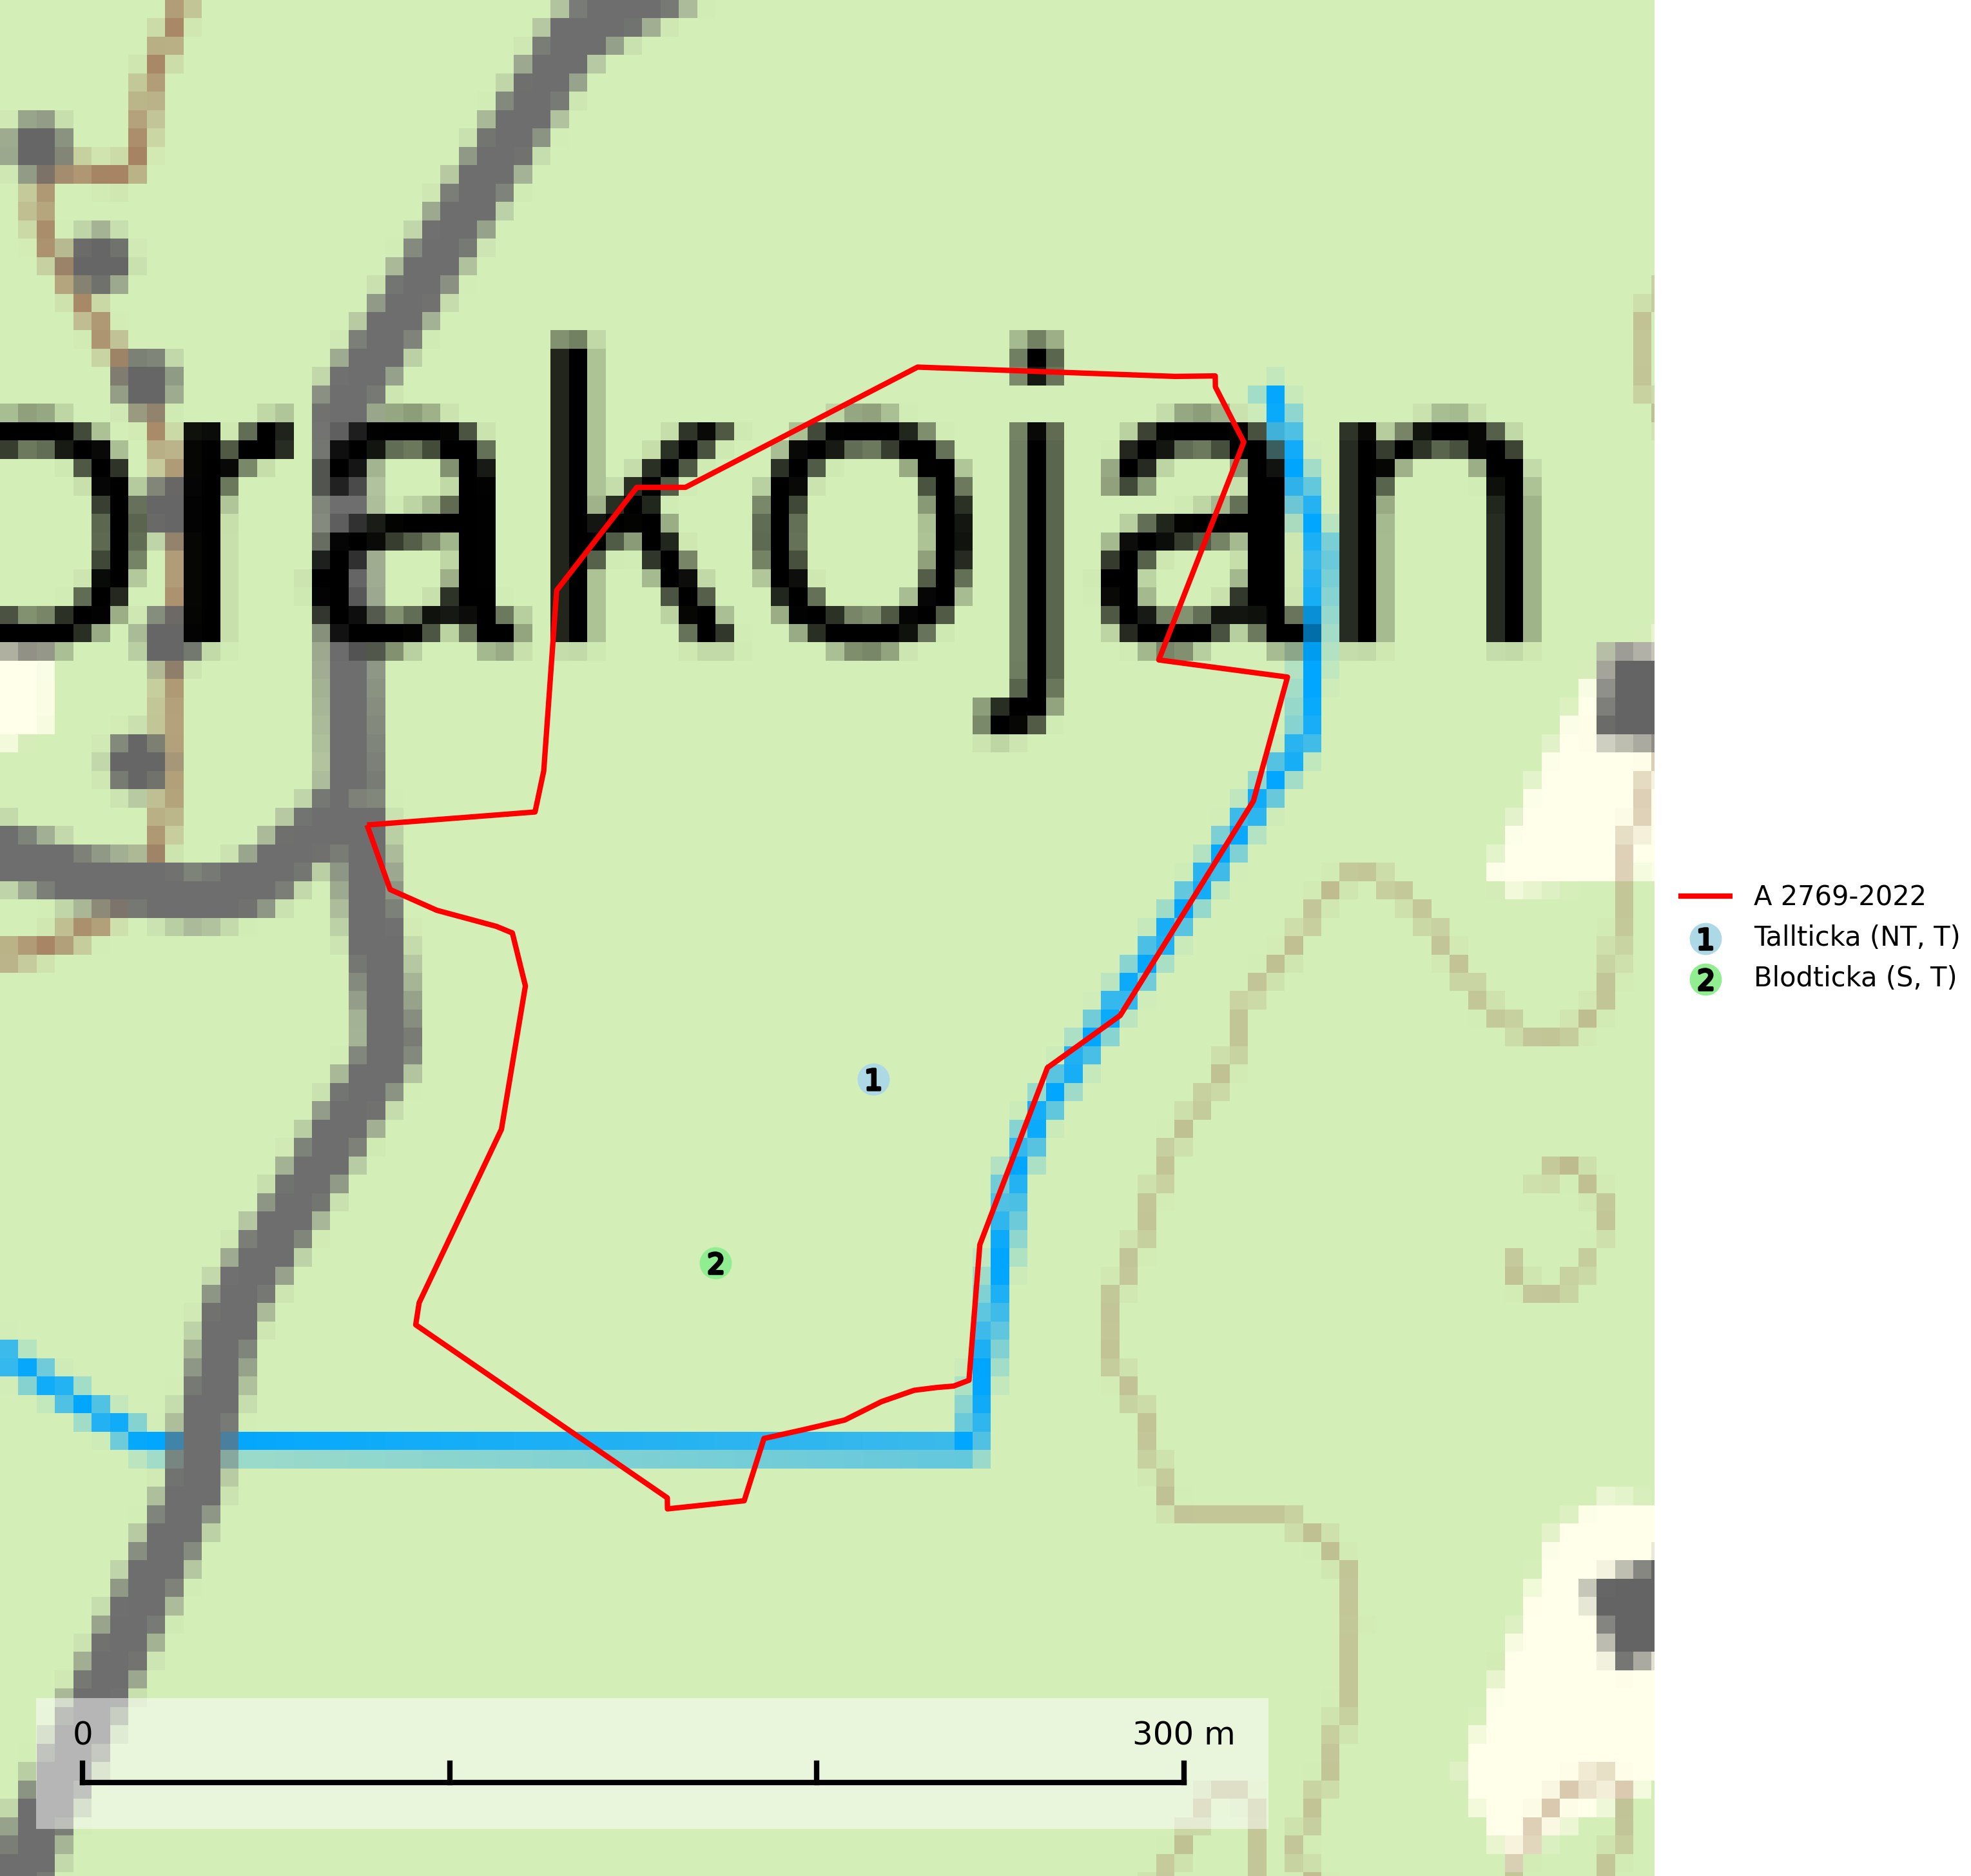 rakojan
1
2
0 300 m
A 2769-2022
1 Tallticka (NT, T)
2 Blodticka (S, T)